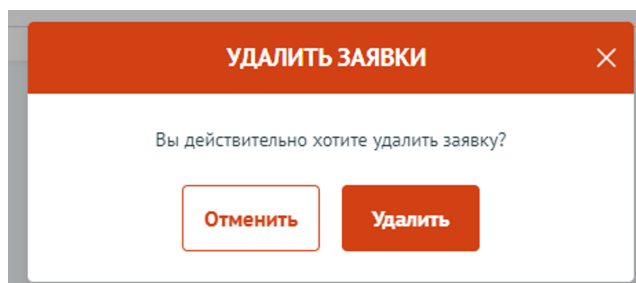 УДАЛИТЬ ЗАЯВКИ
Вы действительно хотите удалить заявку?
Отменить
Удалить